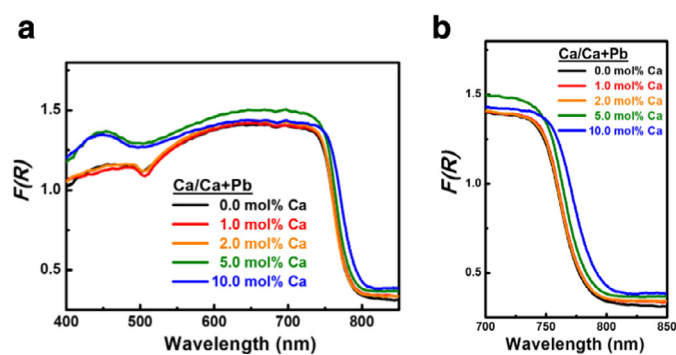 a
F(R)
1.5
1.0
0.5
400
500
600
700
800
Wavelength (nm)
Ca/Ca+Pb
0.0 mol% Ca
1.0 mol% Ca
2.0 mol% Ca
5.0 mol% Ca
10.0 mol% Ca
b
F(R)
1.5
1.0
0.5
700
750
800
850
Wavelength (nm)
Ca/Ca+Pb
0.0 mol% Ca
1.0 mol% Ca
2.0 mol% Ca
5.0 mol% Ca
10.0 mol% Ca